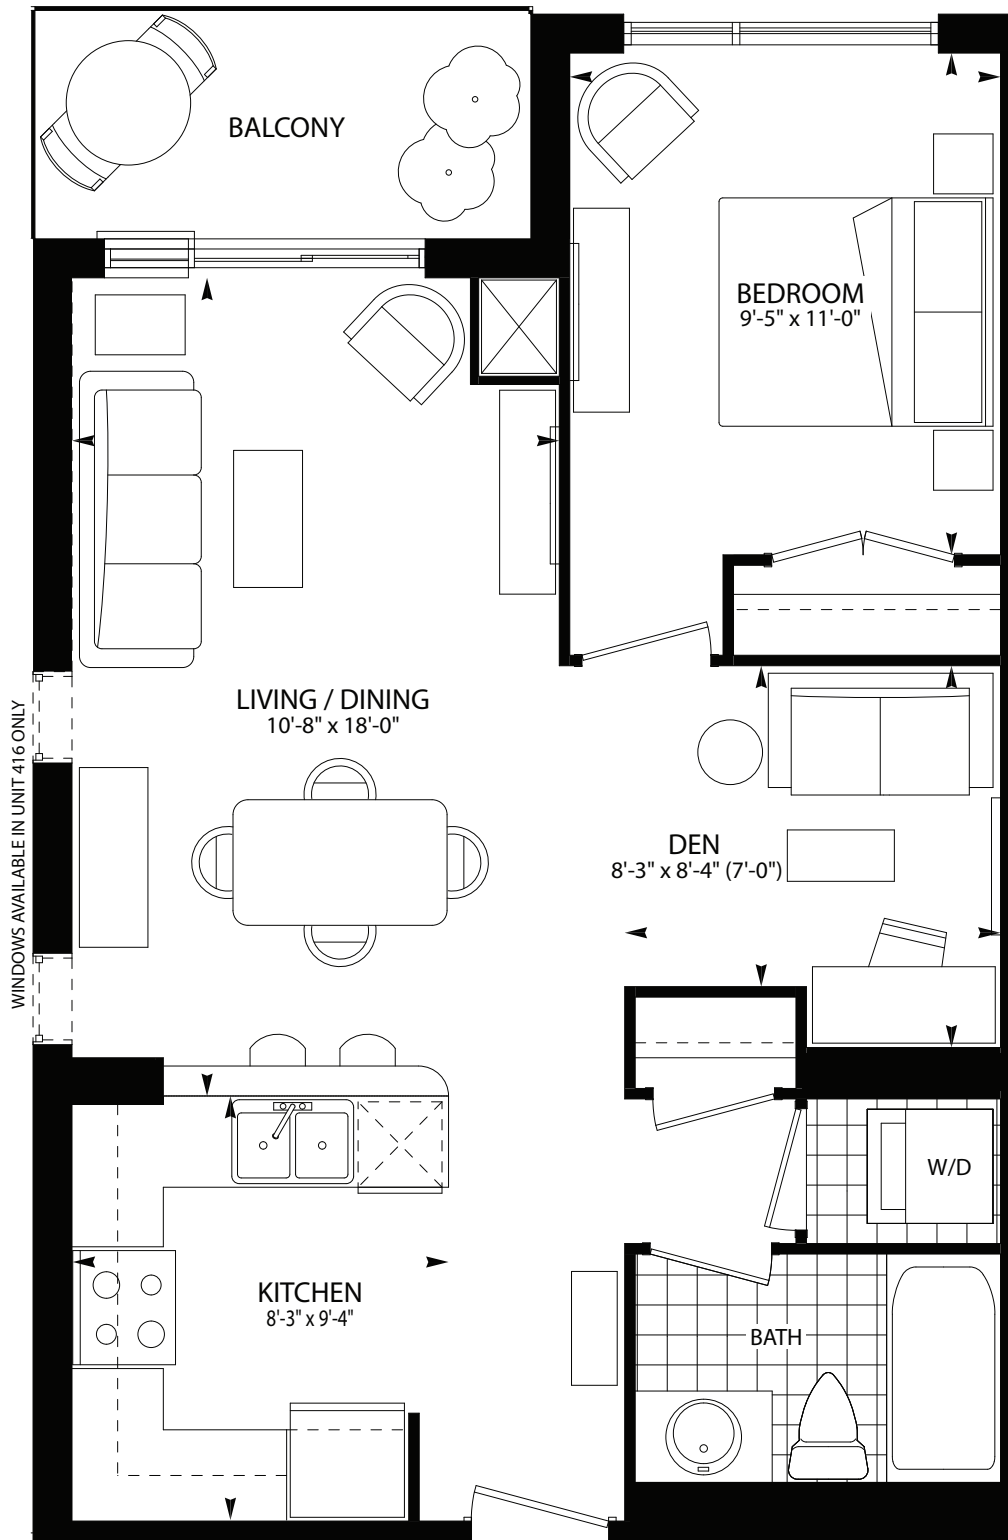 BALCONY
BEDROOM
9'-5" x 11'-0"
LIVING / DINING
10'-8" x 18'-0"
WINDOWS AVAILABLE IN UNIT 416 ONLY
DEN
8'-3" x 8'-4" (7'-0")
W/D
KITCHEN
8'-3" x 9'-4"
BATH